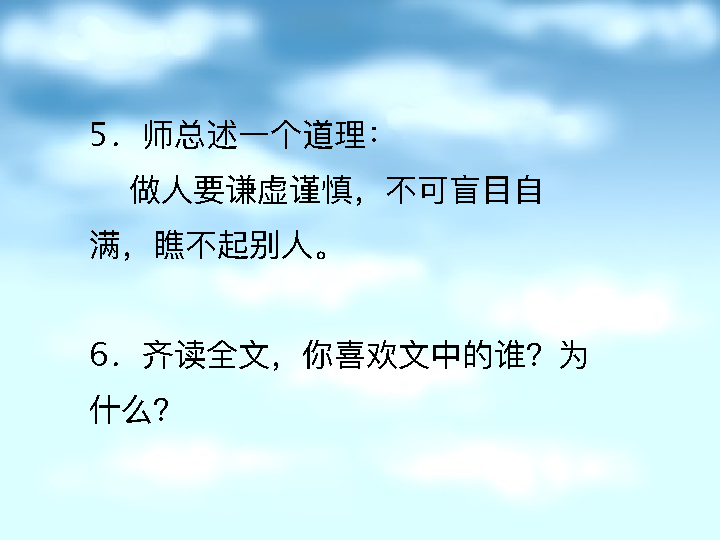 5．师总述一个道理：
做人要谦虚谨慎，不可盲目自
满，瞧不起别人。
6．齐读全文，你喜欢文中的谁？为
什么？